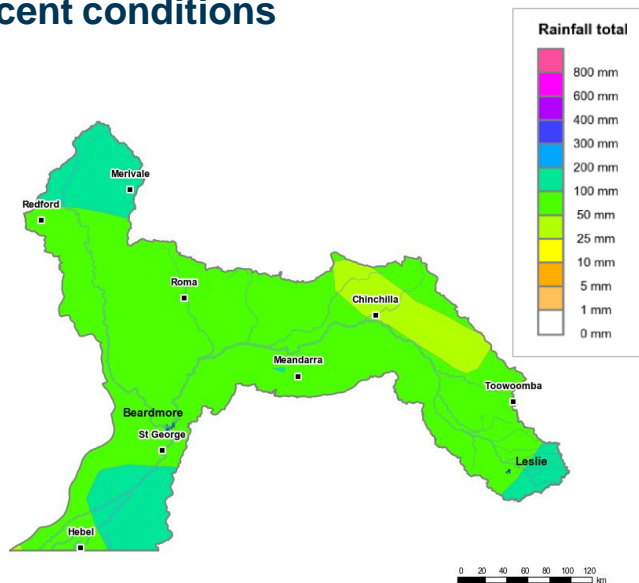 cent conditions
Rainfall total
800 mm
600 mm
400 mm
300 mm
200 mm
100 mm
50 mm
25 mm
10 mm
5 mm
1 mm
0 mm
Merivale
Redford
Roma
Chinchilla
Meandarra
Toowoomba
Beardmore
St George
Leslie
Hebel
0 20 40 60 80 100 120
km